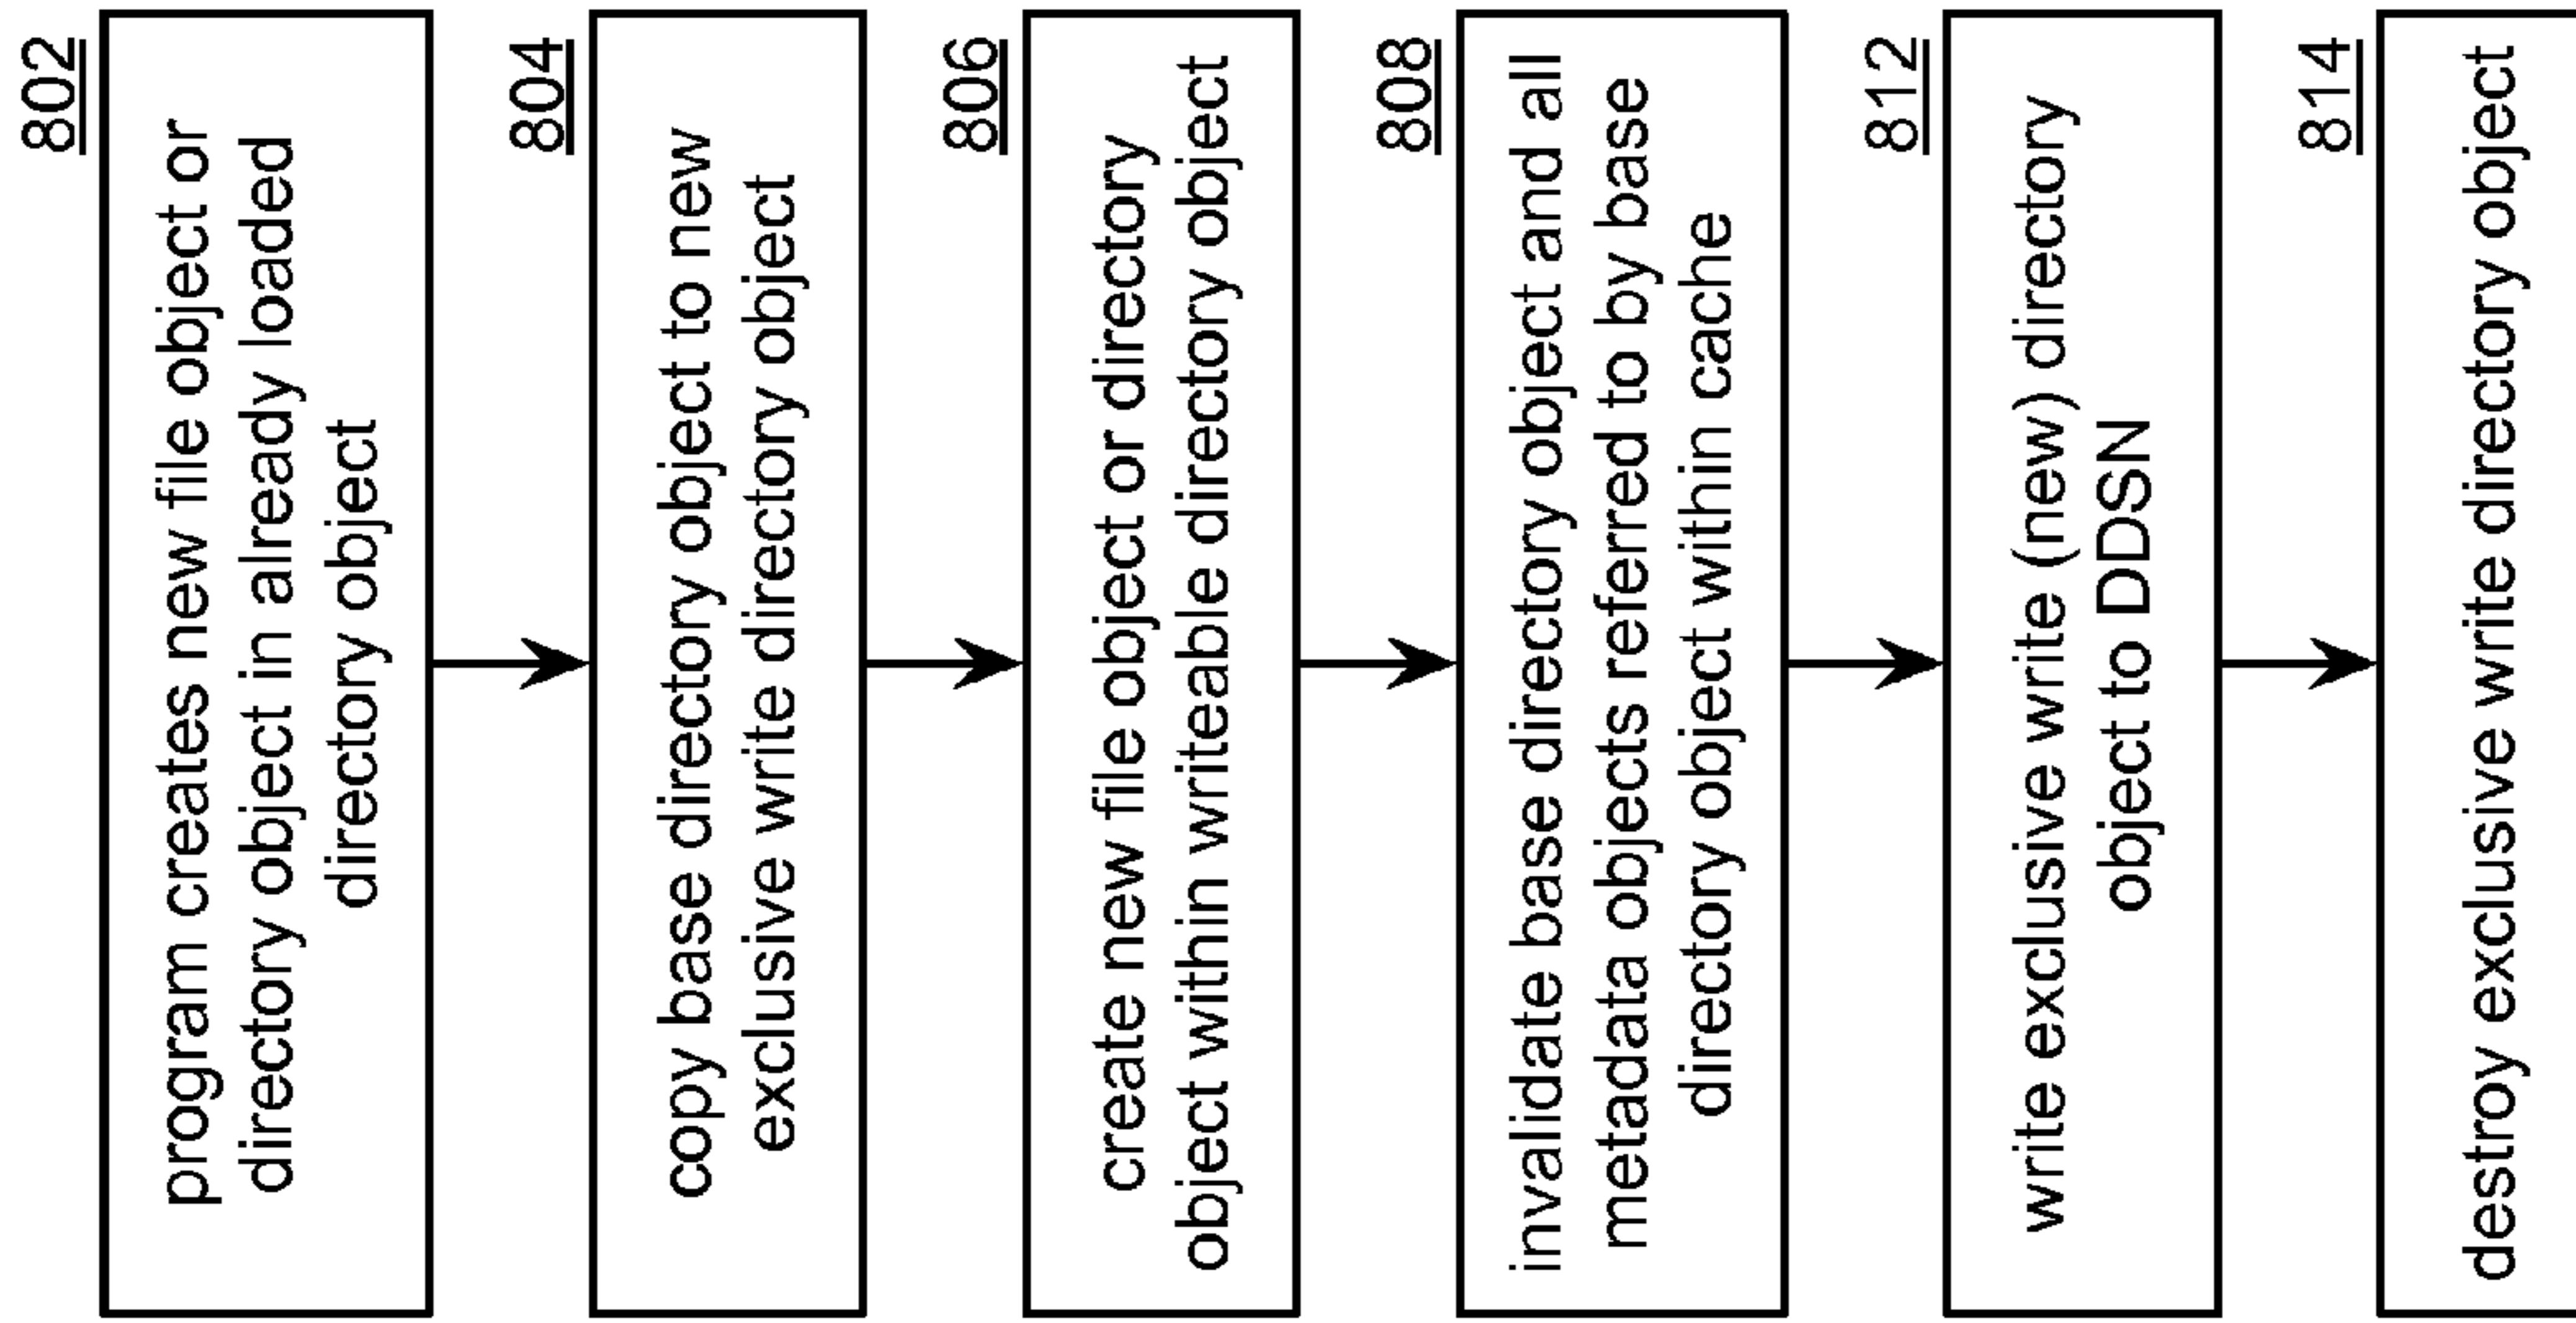 802
program creates new file object or
directory object in already loaded
directory object
804
copy base directory object to new
exclusive write directory object
806
create new file object or directory
object within writeable directory object
808
invalidate base directory object and all
metadata objects referred to by base
directory object within cache
812
write exclusive write (new) directory
object to DDSN
814
destroy exclusive write directory object